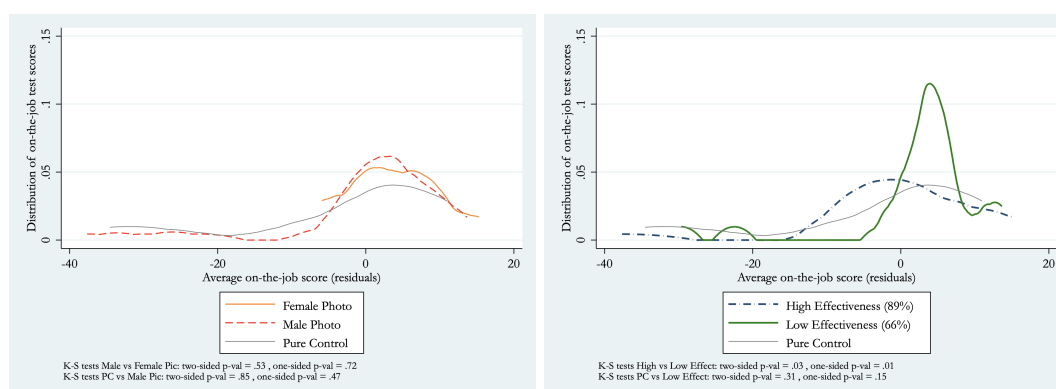 Distribution of on-the-job test scores
.15
.1
.05
0
-40
-20
0
20
Average on-the-job score (residuals)
Female Photo
Male Photo
Pure Control
K-S tests Male vs Female Pic: two-sided p-val = .53 , one-sided p-val = .72
K-S tests PC vs Male Pic: two-sided p-val = .85 , one-sided p-val = .47
Distribution of on-the-job test scores
.15
.1
.05
0
-40
-20
0
20
Average on-the-job score (residuals)
High Effectiveness (89%)
Low Effectiveness (66%)
Pure Control
K-S tests High vs Low Effect: two-sided p-val = .03 , one-sided p-val = .01
K-S tests PC vs Low Effect: two-sided p-val = .31 , one-sided p-val = .15